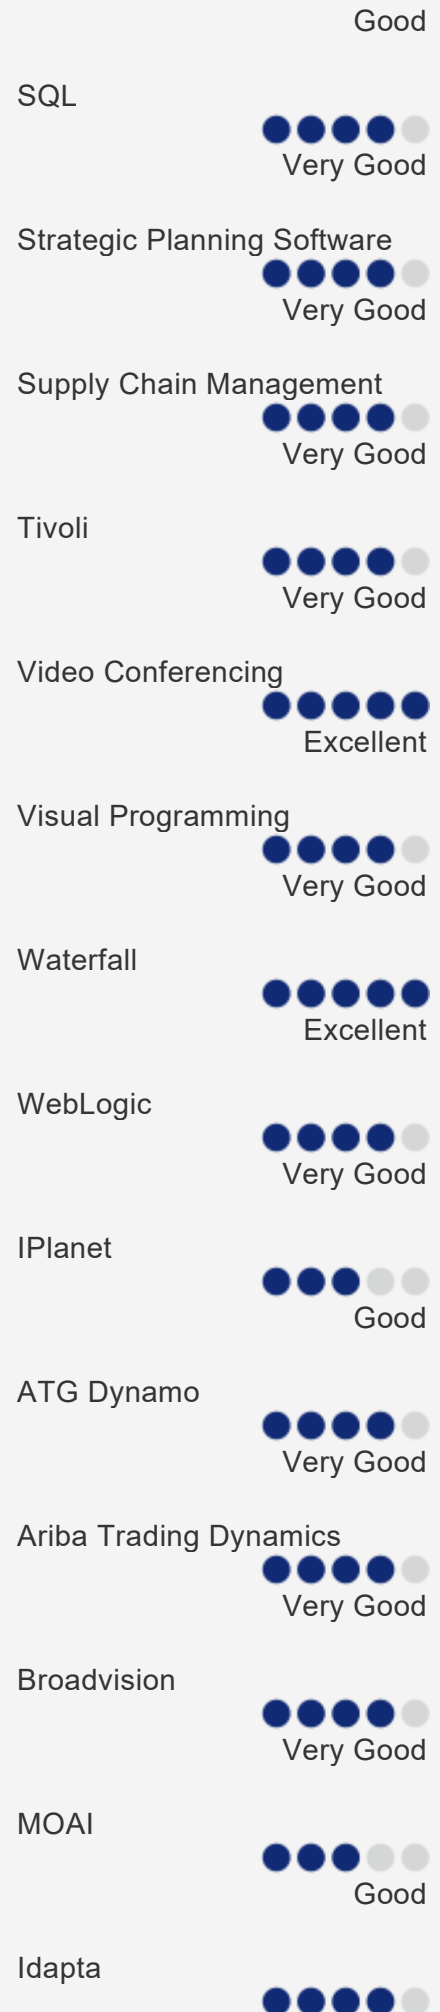 Good
SQL
Very Good
Strategic Planning Software
Very Good
Supply Chain Management
Very Good
Tivoli
Very Good
Video Conferencing
Excellent
Visual Programming
Very Good
Waterfall
Excellent
WebLogic
Very Good
IPlanet
Good
ATG Dynamo
Very Good
Ariba Trading Dynamics
Very Good
Broadvision
Very Good
MOAI
Good
Idapta